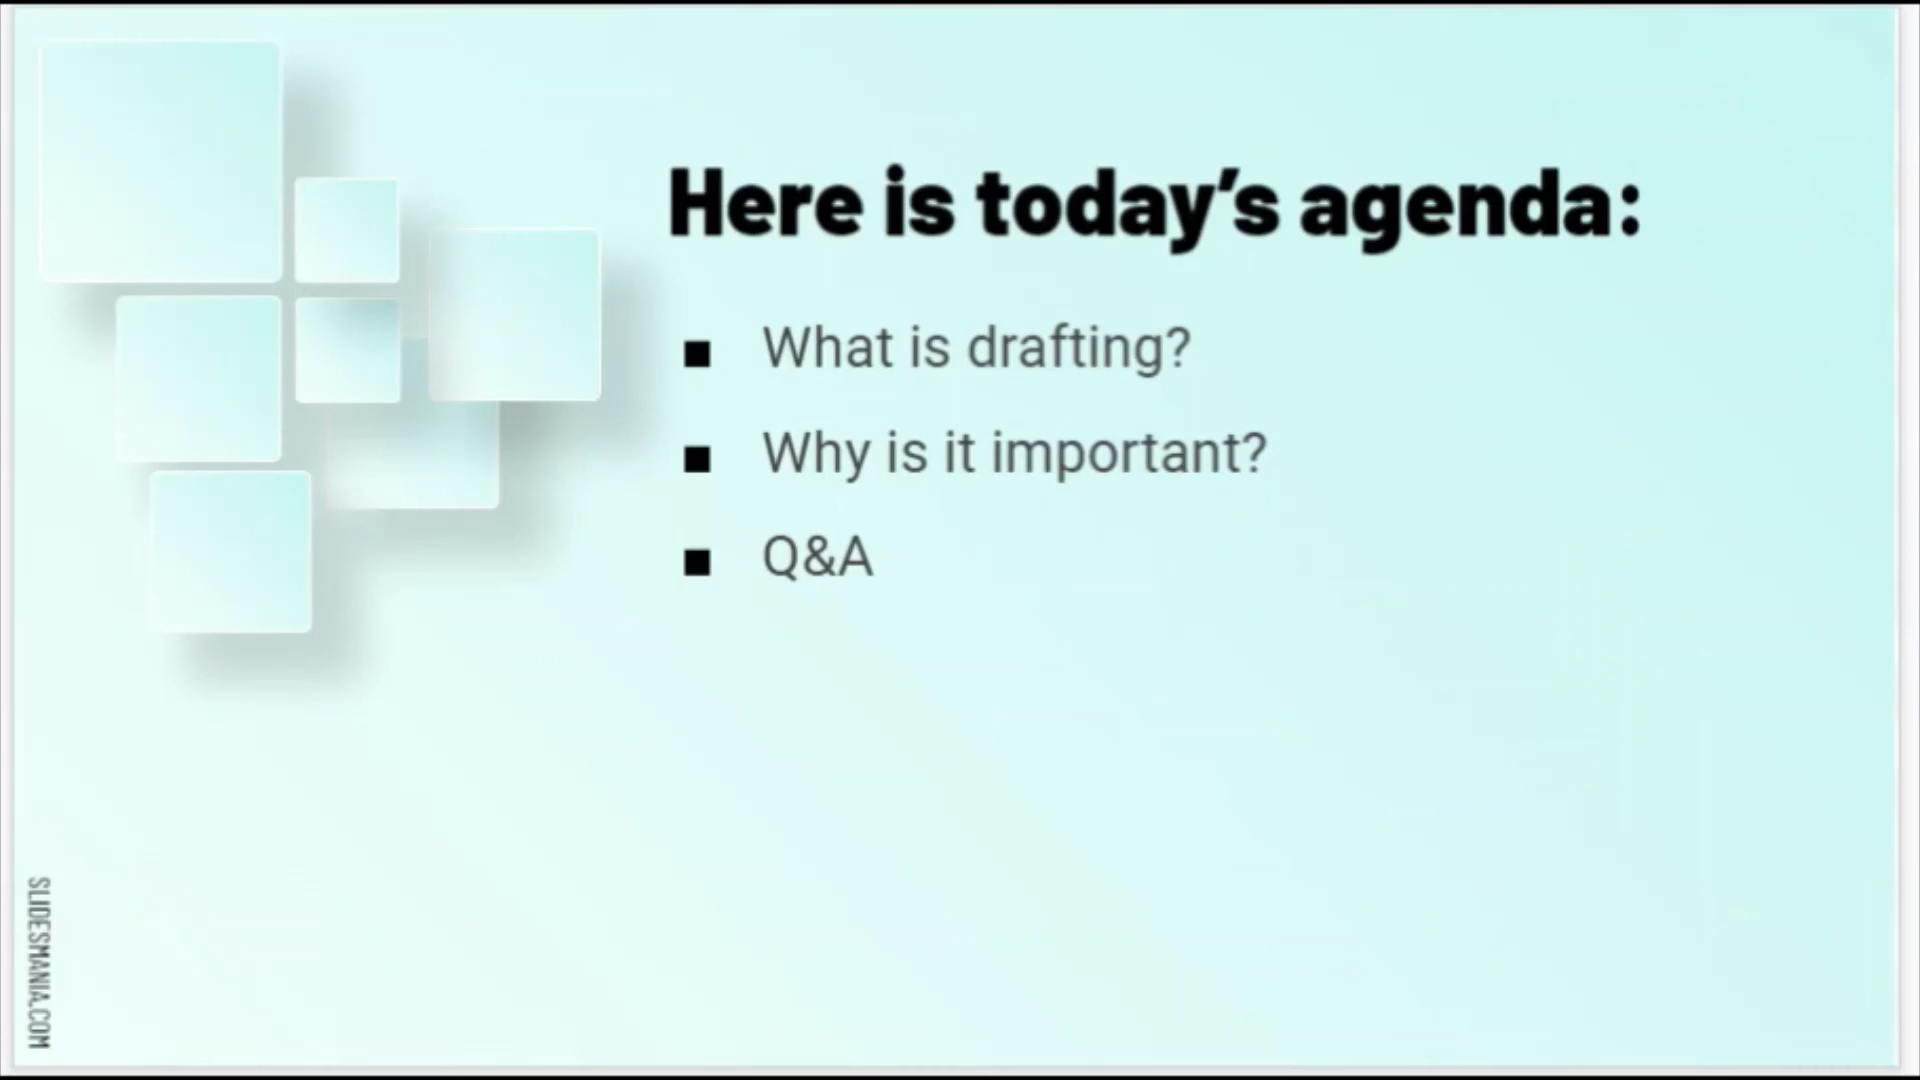 Here is today’s agenda:
■ What is drafting?
■ Why is it important?
■ Q&A
SLIDESMANIA.COM